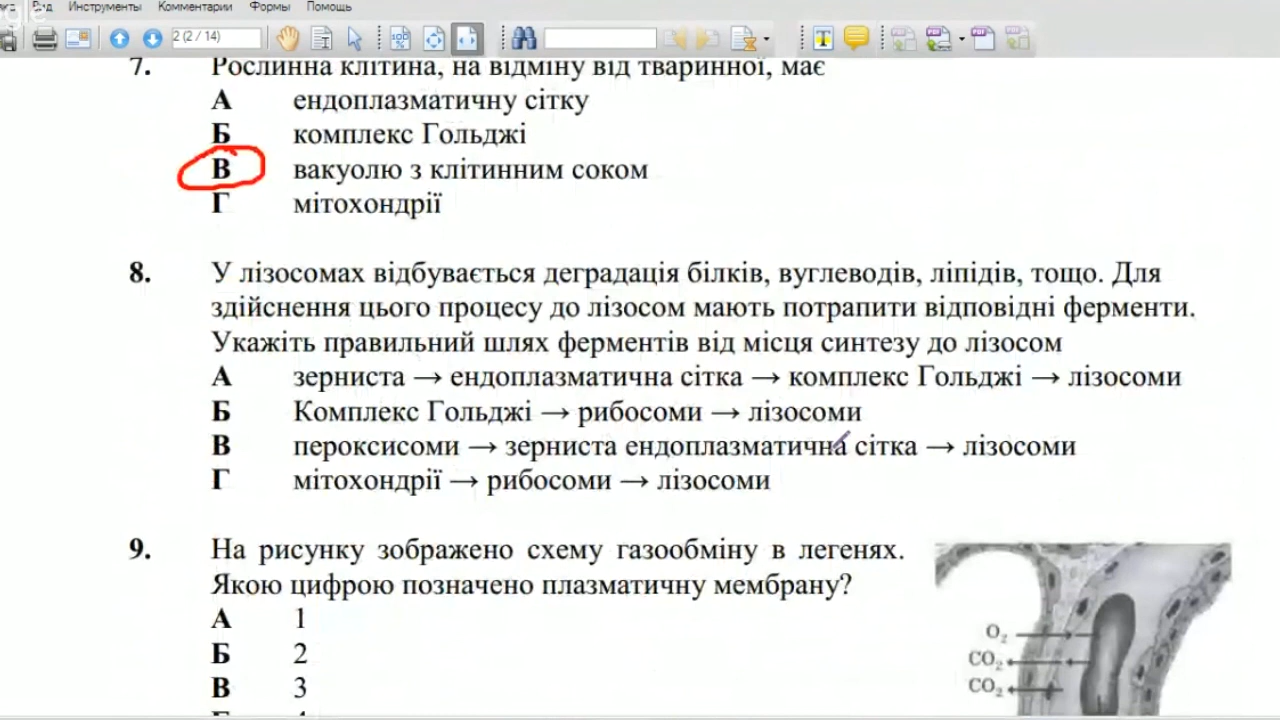 Вид Инструменты Комментарии Формы Помощь
2 (2 / 14)
7. Рослинна клітина, на відміну від тваринної, має
А ендоплазматичну сітку
Б комплекс Гольджі
В вакуолю з клітинним соком
Г мітохондрії
8. У лізосомах відбувається деградація білків, вуглеводів, ліпідів, тощо. Для
здійснення цього процесу до лізосом мають потрапити відповідні ферменти.
Укажіть правильний шлях ферментів від місця синтезу до лізосом
А зерниста → ендоплазматична сітка → комплекс Гольджі → лізосоми
Б Комплекс Гольджі → рибосоми → лізосоми
В пероксисоми → зерниста ендоплазматична сітка → лізосоми
Г мітохондрії → рибосоми → лізосоми
9. На рисунку зображено схему газообміну в легенях.
Якою цифрою позначено плазматичну мембрану?
А 1
Б 2
В 3
O₂
CO₂
CO₂